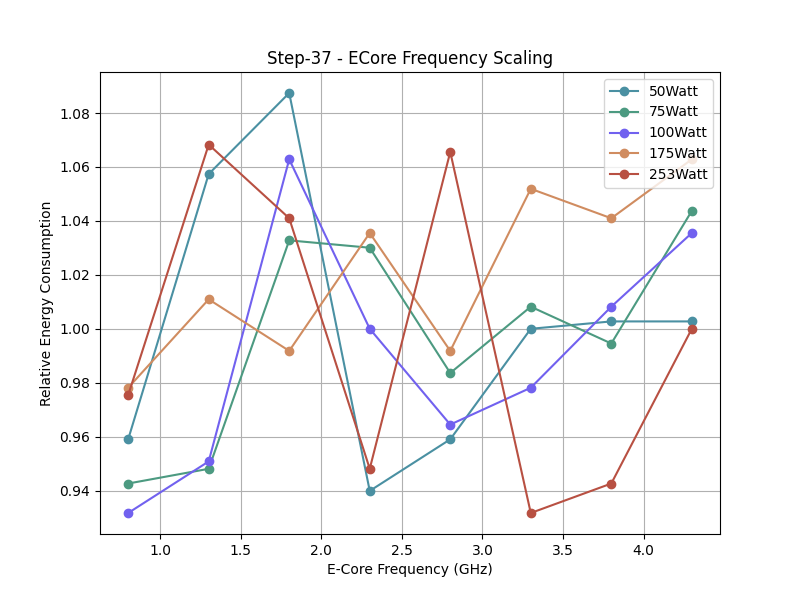 Step-37 - ECore Frequency Scaling
50Watt
75Watt
100Watt
175Watt
253Watt
1.08
1.06
1.04
1.02
1.00
0.98
0.96
0.94
Relative Energy Consumption
1.0
1.5
2.0
2.5
3.0
3.5
4.0
E-Core Frequency (GHz)